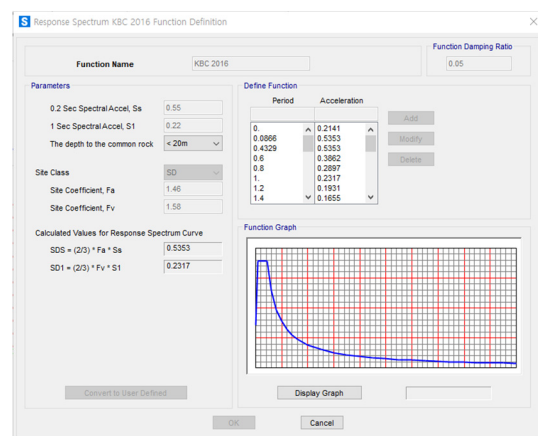 S Response Spectrum KBC 2016 Function Definition
Function Damping Ratio
Function Name KBC 2016 0.05
Parameters
0.2 Sec Spectral Accel, Ss 0.55
1 Sec Spectral Accel, S1 0.22
The depth to the common rock < 20m
Site Class SD
Site Coefficient, Fa 1.46
Site Coefficient, Fv 1.58
Calculated Values for Response Spectrum Curve
SDS = (2/3) * Fa * Ss 0.5353
SD1 = (2/3) * Fv * S1 0.2317
Convert to User Defined
Define Function
Period Acceleration
0. 0.2141
0.0866 0.5353
0.4329 0.5353
0.6 0.3862
0.8 0.2897
1. 0.2317
1.2 0.1931
1.4 0.1655
Add
Modify
Delete
Function Graph
Display Graph
OK Cancel